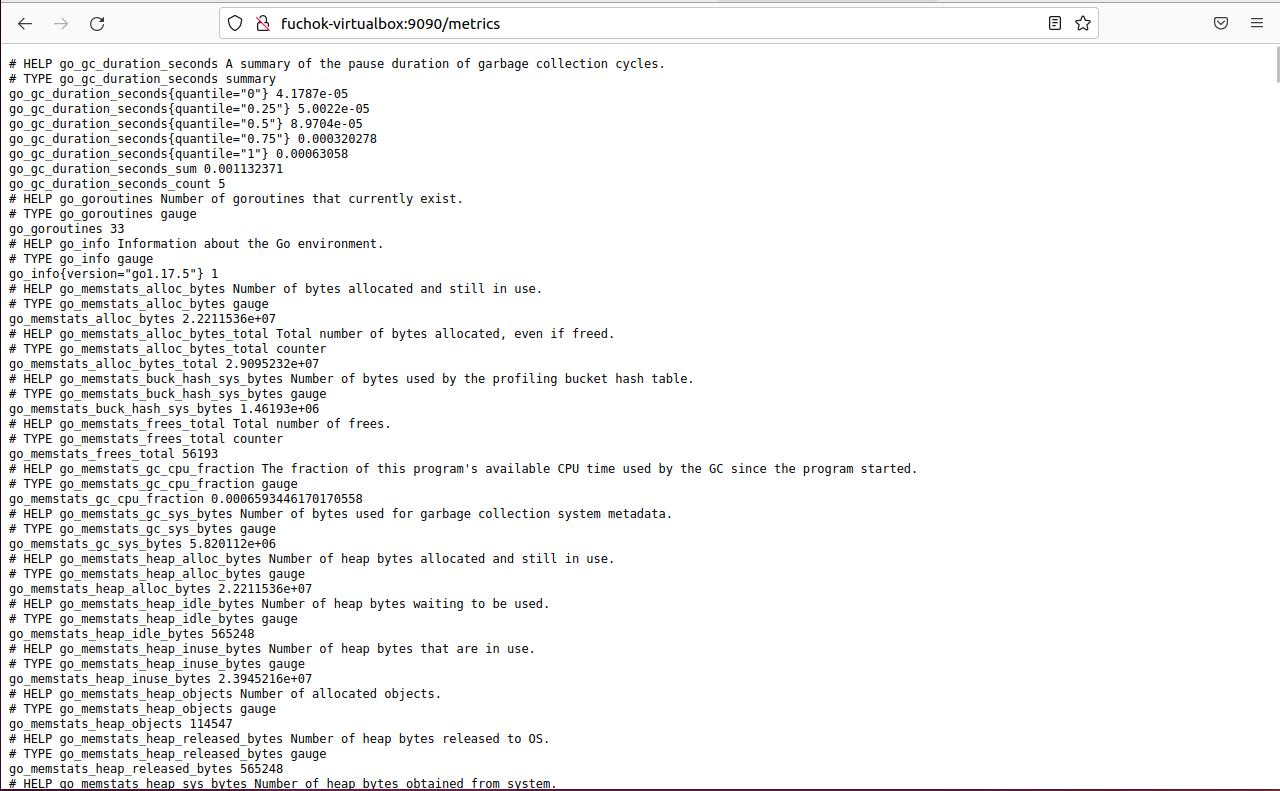 fuchok-virtualbox:9090/metrics
# HELP go_gc_duration_seconds A summary of the pause duration of garbage collection cycles.
# TYPE go_gc_duration_seconds summary
go_gc_duration_seconds{quantile="0"} 4.1787e-05
go_gc_duration_seconds{quantile="0.25"} 5.0022e-05
go_gc_duration_seconds{quantile="0.5"} 8.9704e-05
go_gc_duration_seconds{quantile="0.75"} 0.000320278
go_gc_duration_seconds{quantile="1"} 0.00063058
go_gc_duration_seconds_sum 0.001132371
go_gc_duration_seconds_count 5
# HELP go_goroutines Number of goroutines that currently exist.
# TYPE go_goroutines gauge
go_goroutines 33
# HELP go_info Information about the Go environment.
# TYPE go_info gauge
go_info{version="go1.17.5"} 1
# HELP go_memstats_alloc_bytes Number of bytes allocated and still in use.
# TYPE go_memstats_alloc_bytes gauge
go_memstats_alloc_bytes 2.2211536e+07
# HELP go_memstats_alloc_bytes_total Total number of bytes allocated, even if freed.
# TYPE go_memstats_alloc_bytes_total counter
go_memstats_alloc_bytes_total 2.9095232e+07
# HELP go_memstats_buck_hash_sys_bytes Number of bytes used by the profiling bucket hash table.
# TYPE go_memstats_buck_hash_sys_bytes gauge
go_memstats_buck_hash_sys_bytes 1.46193e+06
# HELP go_memstats_frees_total Total number of frees.
# TYPE go_memstats_frees_total counter
go_memstats_frees_total 56193
# HELP go_memstats_gc_cpu_fraction The fraction of this program's available CPU time used by the GC since the program started.
# TYPE go_memstats_gc_cpu_fraction gauge
go_memstats_gc_cpu_fraction 0.0006593446170170558
# HELP go_memstats_gc_sys_bytes Number of bytes used for garbage collection system metadata.
# TYPE go_memstats_gc_sys_bytes gauge
go_memstats_gc_sys_bytes 5.820112e+06
# HELP go_memstats_heap_alloc_bytes Number of heap bytes allocated and still in use.
# TYPE go_memstats_heap_alloc_bytes gauge
go_memstats_heap_alloc_bytes 2.2211536e+07
# HELP go_memstats_heap_idle_bytes Number of heap bytes waiting to be used.
# TYPE go_memstats_heap_idle_bytes gauge
go_memstats_heap_idle_bytes 565248
# HELP go_memstats_heap_inuse_bytes Number of heap bytes that are in use.
# TYPE go_memstats_heap_inuse_bytes gauge
go_memstats_heap_inuse_bytes 2.3945216e+07
# HELP go_memstats_heap_objects Number of allocated objects.
# TYPE go_memstats_heap_objects gauge
go_memstats_heap_objects 114547
# HELP go_memstats_heap_released_bytes Number of heap bytes released to OS.
# TYPE go_memstats_heap_released_bytes gauge
go_memstats_heap_released_bytes 565248
# HELP go_memstats_heap_sys_bytes Number of heap bytes obtained from system.